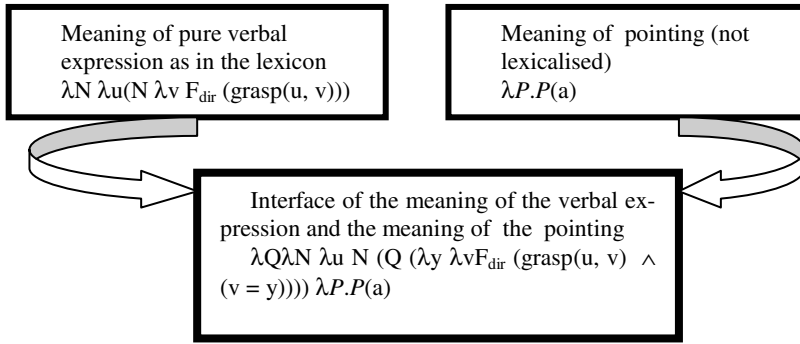 Meaning of pure verbal
expression as in the lexicon
λN λu(N λv F_dir (grasp(u, v)))
Meaning of pointing (not
lexicalised)
λP.P(a)
Interface of the meaning of the verbal ex-
pression and the meaning of the pointing
λQλN λu N (Q (λy λvF_dir (grasp(u, v) ∧
(v = y)))) λP.P(a)